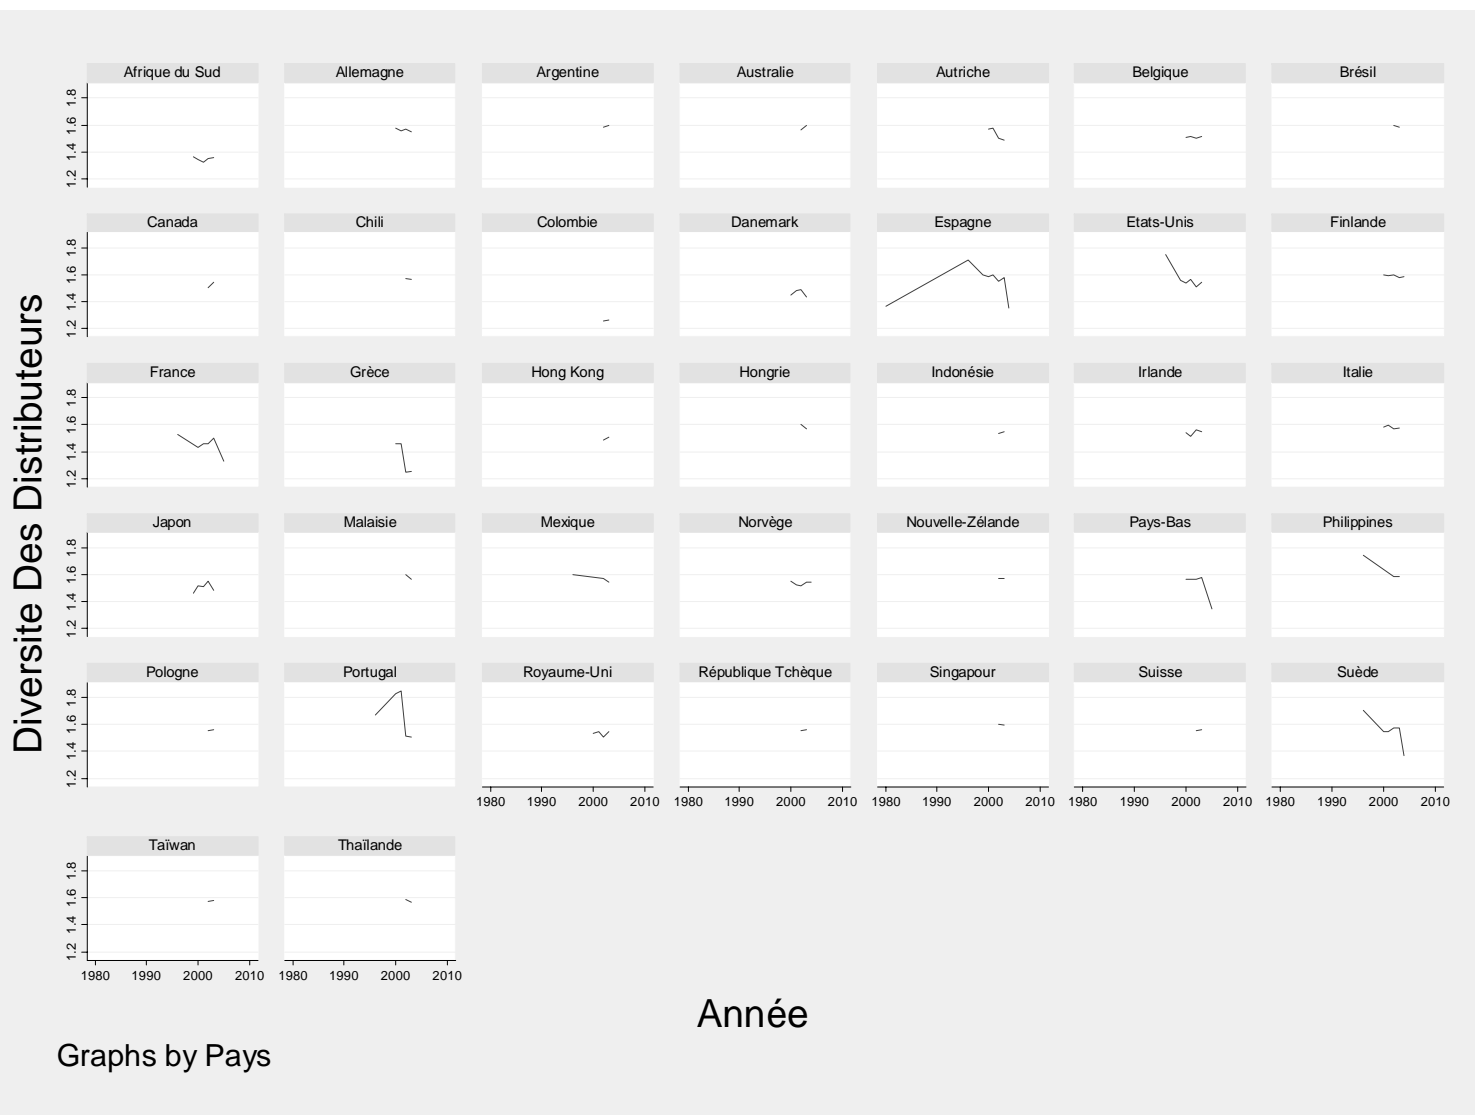 Afrique du Sud Allemagne Argentine Australie Autriche Belgique Brésil
1.2 1.4 1.6 1.8
Canada Chili Colombie Danemark Espagne Etats-Unis Finlande
1.2 1.4 1.6 1.8
France Grèce Hong Kong Hongrie Indonésie Irlande Italie
1.2 1.4 1.6 1.8
Japon Malaisie Mexique Norvège Nouvelle-Zélande Pays-Bas Philippines
1.2 1.4 1.6 1.8
Pologne Portugal Royaume-Uni République Tchèque Singapour Suisse Suède
1.2 1.4 1.6 1.8
1980 1990 2000 2010 1980 1990 2000 2010 1980 1990 2000 2010 1980 1990 2000 2010 1980 1990 2000 2010
Taïwan Thaïlande
1.2 1.4 1.6 1.8
1980 1990 2000 2010 1980 1990 2000 2010
Diversite Des Distributeurs
Année
Graphs by Pays